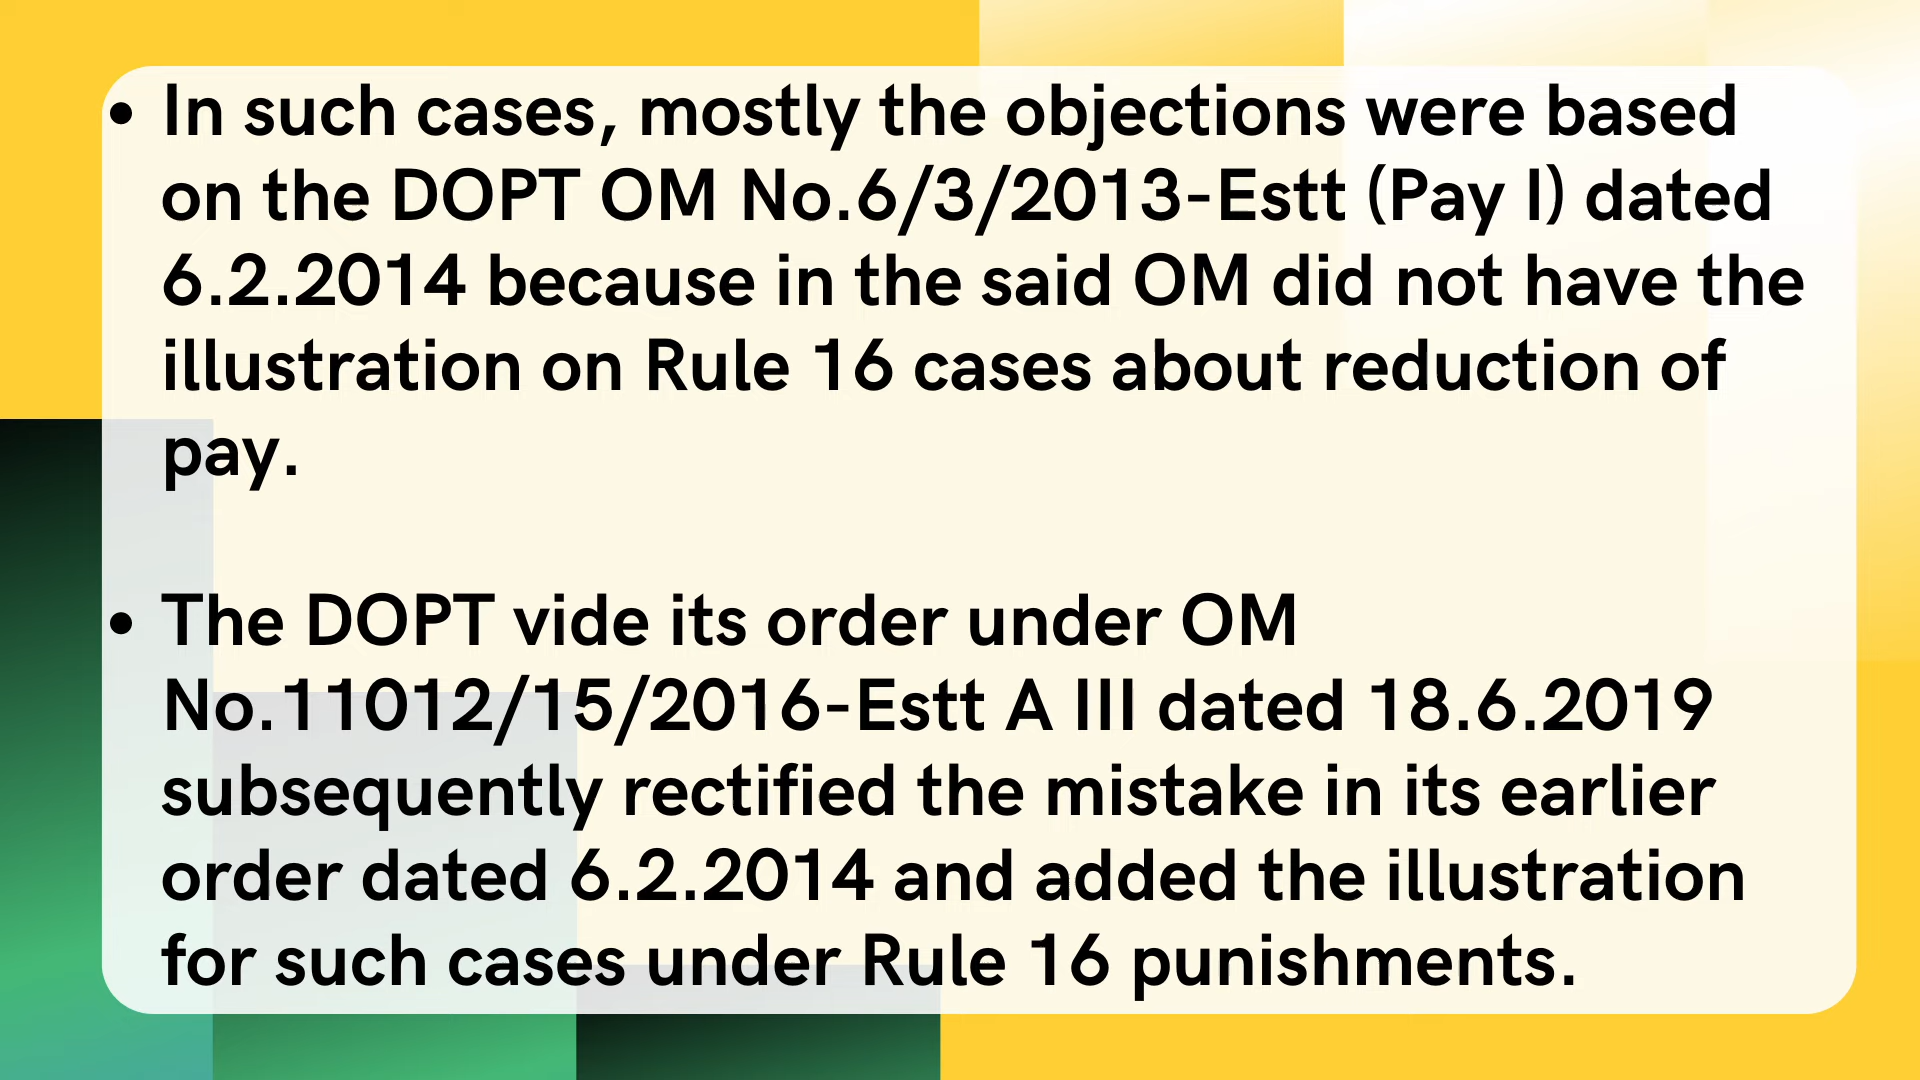 • In such cases, mostly the objections were based
on the DOPT OM No.6/3/2013-Estt (Pay I) dated
6.2.2014 because in the said OM did not have the
illustration on Rule 16 cases about reduction of
pay.
• The DOPT vide its order under OM
No.11012/15/2016-Estt A III dated 18.6.2019
subsequently rectified the mistake in its earlier
order dated 6.2.2014 and added the illustration
for such cases under Rule 16 punishments.